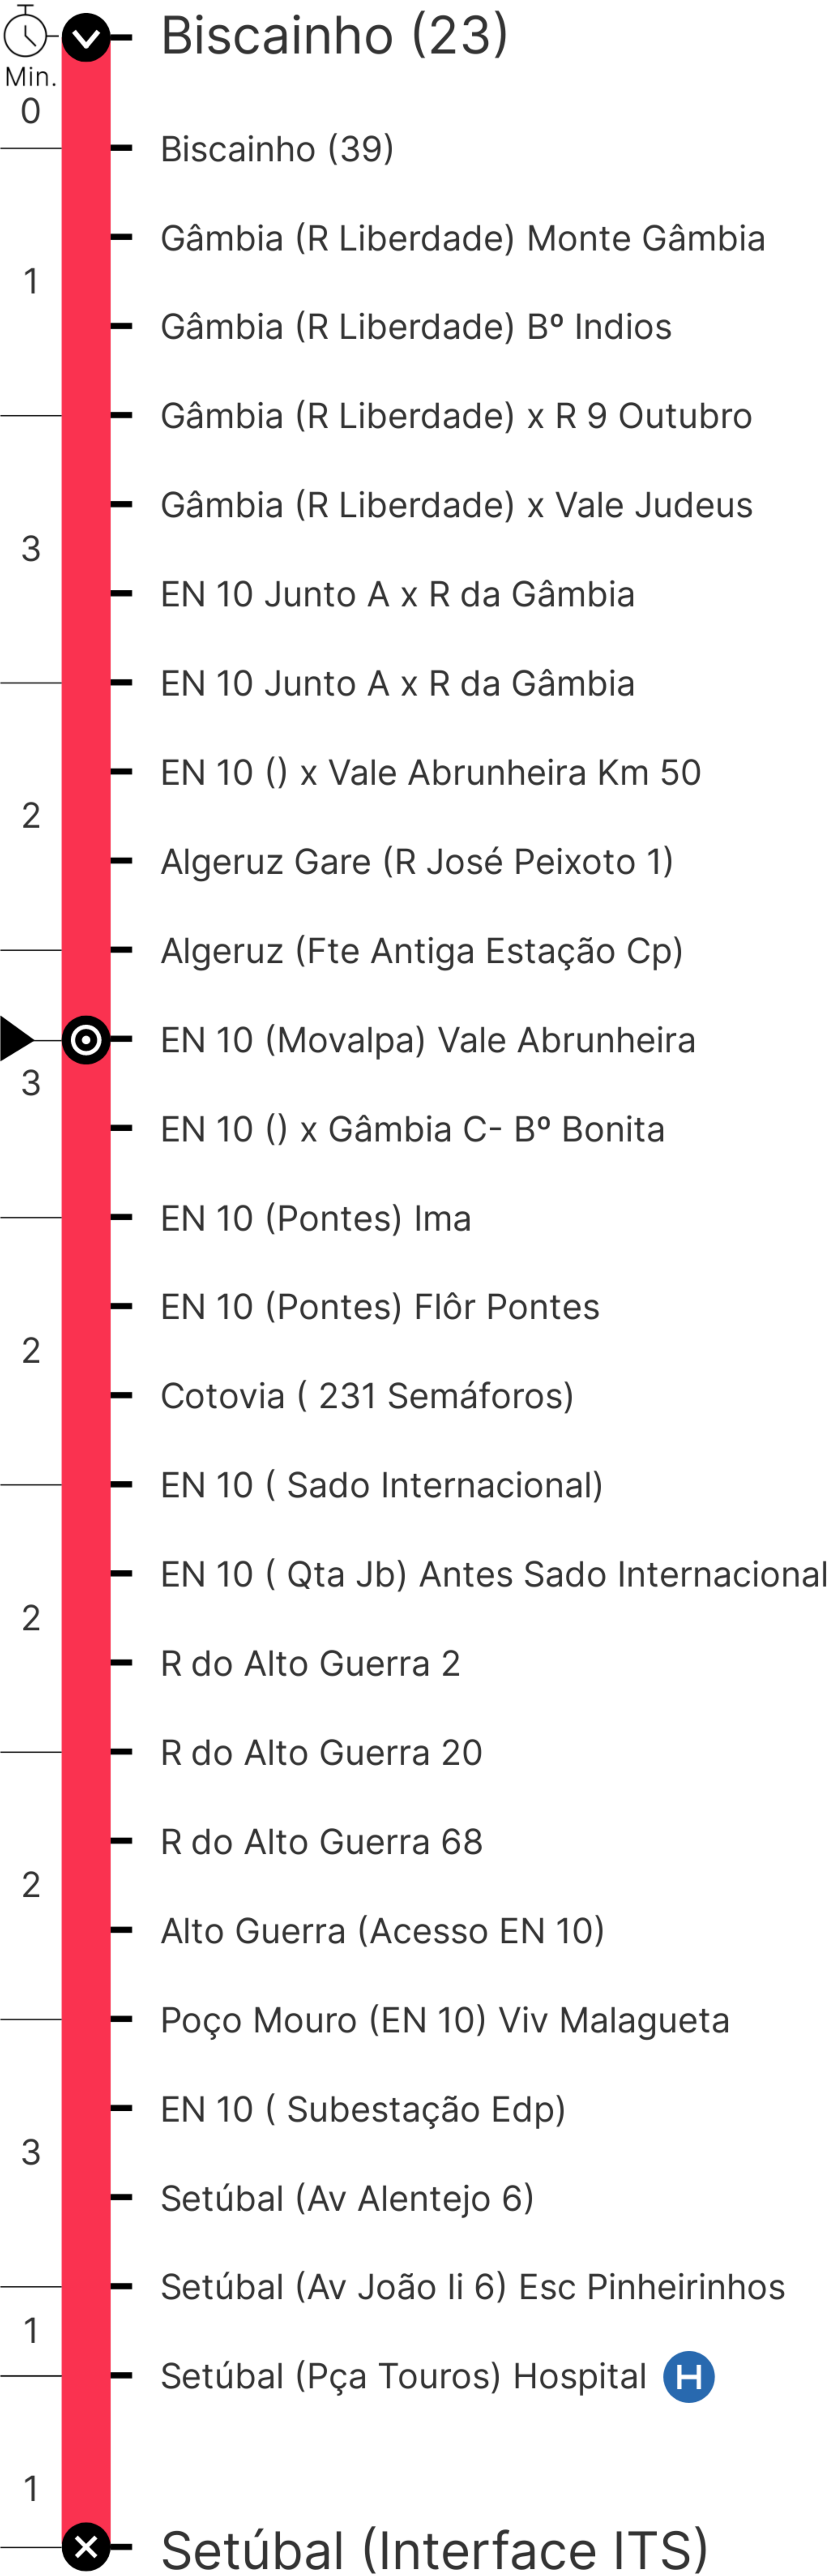 Biscainho (23)
Min.
0
Biscainho (39)
Gâmbia (R Liberdade) Monte Gâmbia
1
Gâmbia (R Liberdade) Bº Indios
Gâmbia (R Liberdade) x R 9 Outubro
Gâmbia (R Liberdade) x Vale Judeus
3
EN 10 Junto A x R da Gâmbia
EN 10 Junto A x R da Gâmbia
EN 10 () x Vale Abrunheira Km 50
2
Algeruz Gare (R José Peixoto 1)
Algeruz (Fte Antiga Estação Cp)
EN 10 (Movalpa) Vale Abrunheira
3
EN 10 () x Gâmbia C- Bº Bonita
EN 10 (Pontes) Ima
EN 10 (Pontes) Flôr Pontes
2
Cotovia ( 231 Semáforos)
EN 10 ( Sado Internacional)
EN 10 ( Qta Jb) Antes Sado Internacional
2
R do Alto Guerra 2
R do Alto Guerra 20
R do Alto Guerra 68
2
Alto Guerra (Acesso EN 10)
Poço Mouro (EN 10) Viv Malagueta
EN 10 ( Subestação Edp)
3
Setúbal (Av Alentejo 6)
Setúbal (Av João Ii 6) Esc Pinheirinhos
1
Setúbal (Pça Touros) Hospital H
1
Setúbal (Interface ITS)